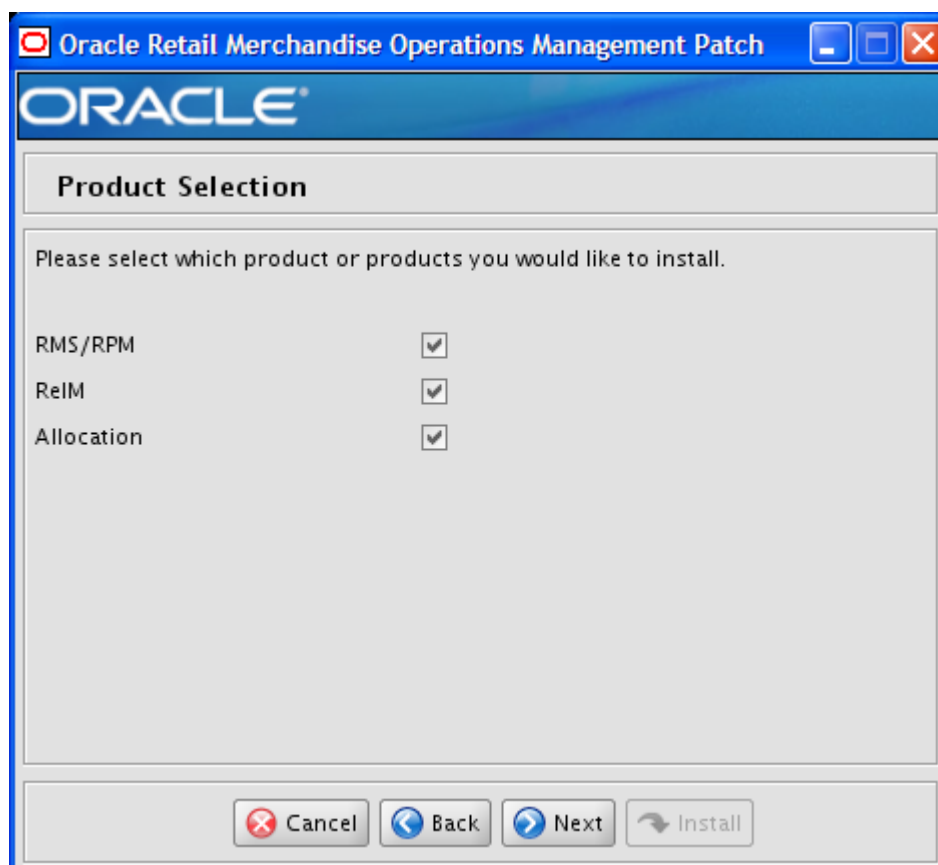 Oracle Retail Merchandise Operations Management Patch
ORACLE®
Product Selection
Please select which product or products you would like to install.
RMS/RPM
ReIM
Allocation
Cancel
Back
Next
Install